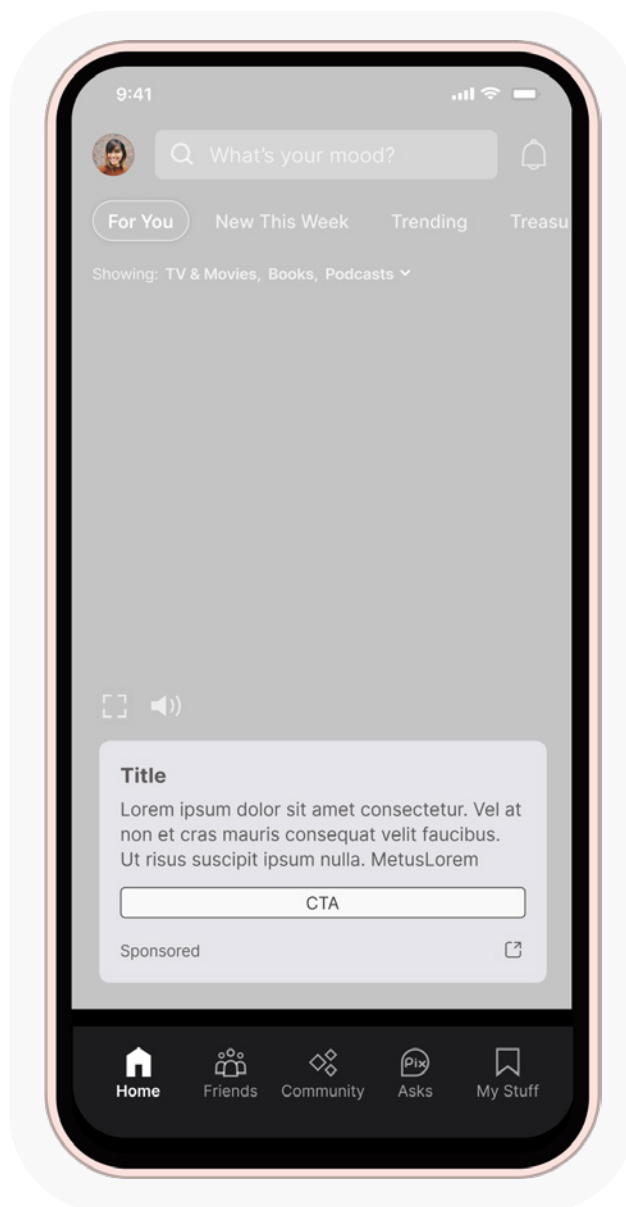 9:41
What's your mood?
For You New This Week Trending Treasu
Showing: TV & Movies, Books, Podcasts
Title
Lorem ipsum dolor sit amet consectetur. Vel at
non et cras mauris consequat velit faucibus.
Ut risus suscipit ipsum nulla. MetusLorem
CTA
Sponsored
Pix
Home Friends Community Asks My Stuff